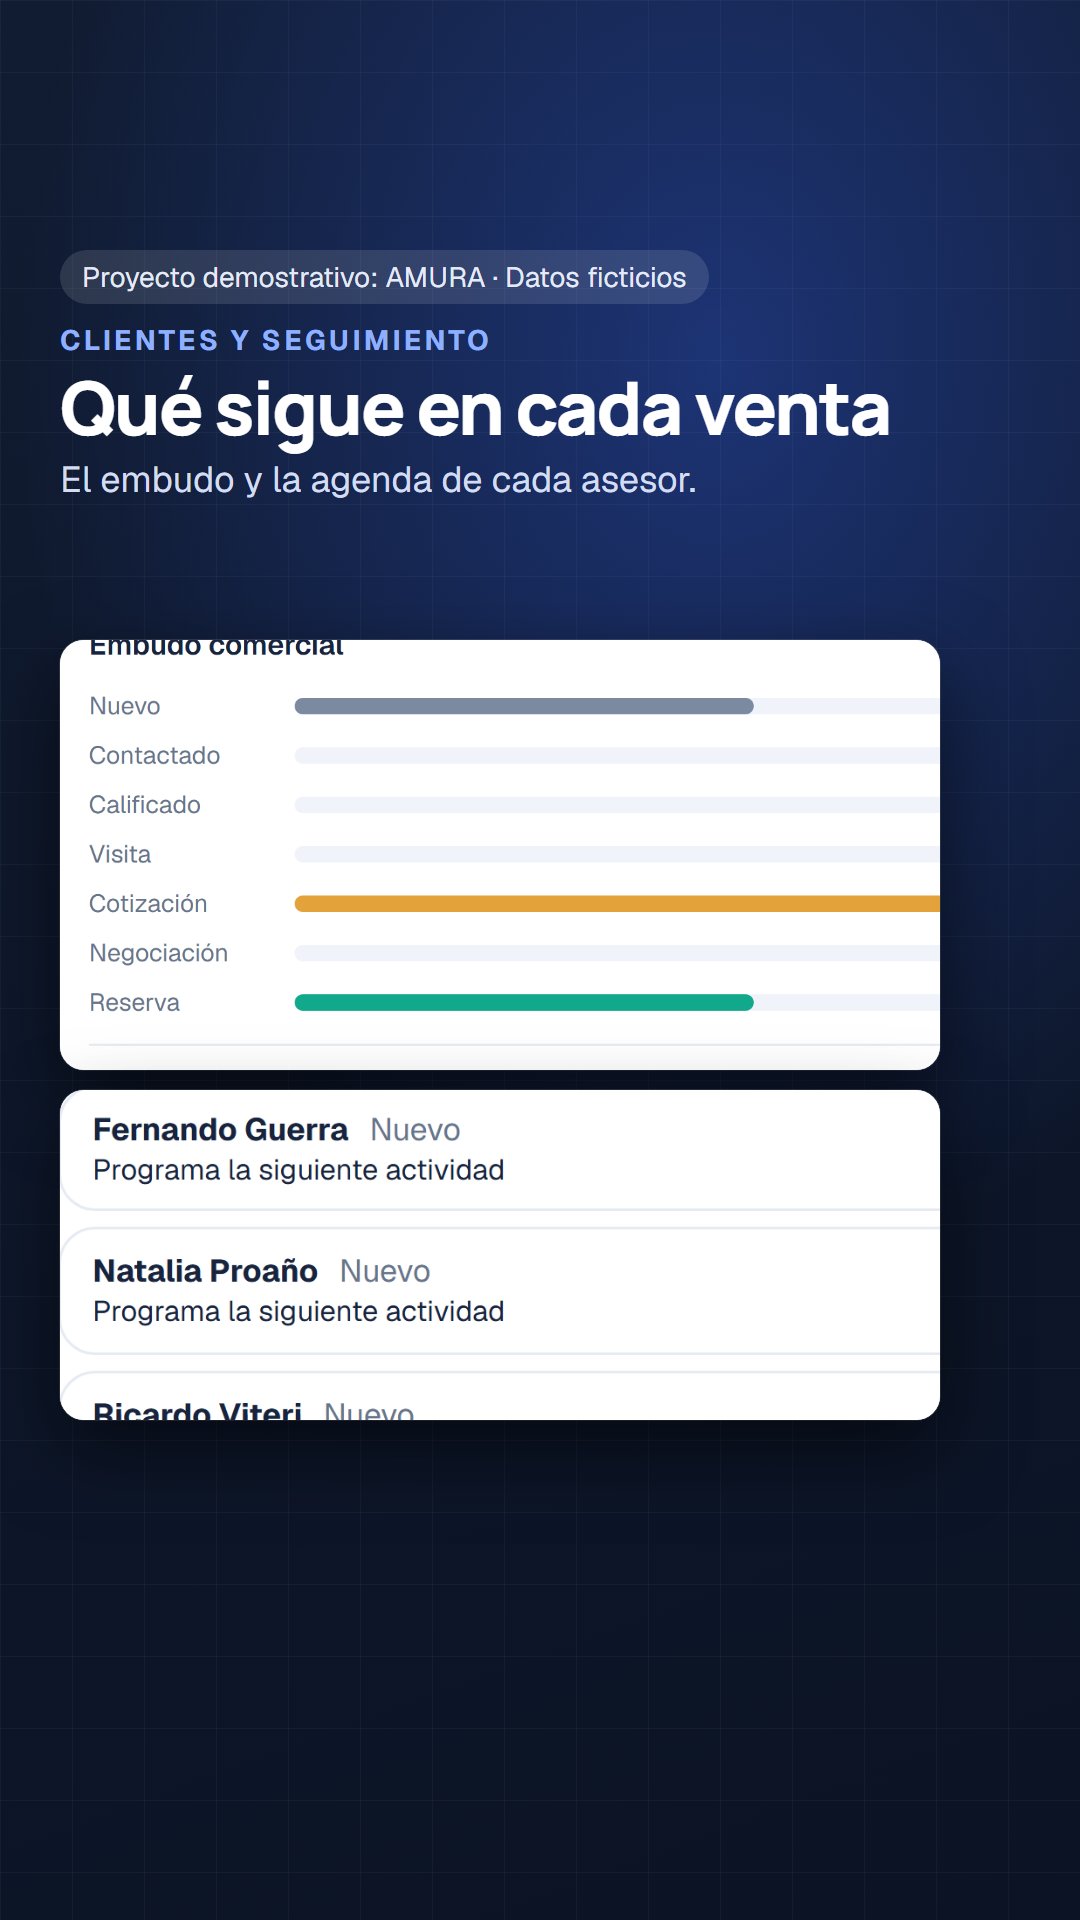 Proyecto demostrativo: AMURA · Datos ficticios
CLIENTES Y SEGUIMIENTO
Qué sigue en cada venta
El embudo y la agenda de cada asesor.
Embudo comercial
Nuevo
Contactado
Calificado
Visita
Cotización
Negociación
Reserva
Fernando Guerra Nuevo
Programa la siguiente actividad
Natalia Proaño Nuevo
Programa la siguiente actividad
Ricardo Viteri Nuevo